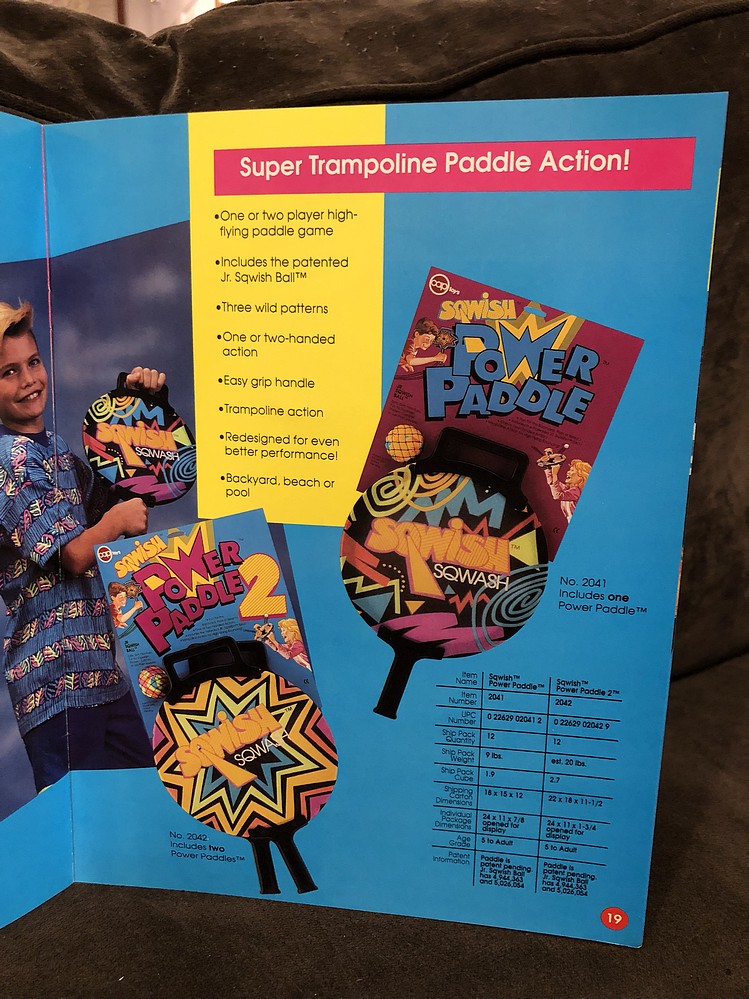 Super Trampoline Paddle Action!
•One or two player high-
flying paddle game
•Includes the patented
Jr. Sqwish Ball™
•Three wild patterns
•One or two-handed
action
•Easy grip handle
•Trampoline action
•Redesigned for even
better performance!
•Backyard, beach or
pool
SQWISH
SQWASH
cap toys
SQWISH
POWER
PADDLE
SQWISH™
SQWASH
No. 2041
Includes one
Power Paddle™
cap toys
SQWISH
POWER
PADDLE 2
SQWISH™
SQWASH
No. 2042
Includes two
Power Paddles™
Item Name Sqwish™ Power Paddle™ Sqwish™ Power Paddle 2™
Item Number 2041 2042
UPC Number 0 22629 02041 2 0 22629 02042 9
Ship Pack Quantity 12 12
Ship Pack Weight 9 lbs. est. 20 lbs.
Ship Pack Cube 1.9 2.7
Shipping Carton Dimensions 18 x 15 x 12 22 x 18 x 11-1/2
Individual Package Dimensions 24 x 11 x 7/8 opened for display 24 x 11 x 1-3/4 opened for display
Age Grade 5 to Adult 5 to Adult
Patent Information Paddle is patent pending. Jr. Sqwish Ball has 4,944,363 and 5,026,054 Paddle is patent pending. Jr. Sqwish Ball has 4,944,363 and 5,026,054
19